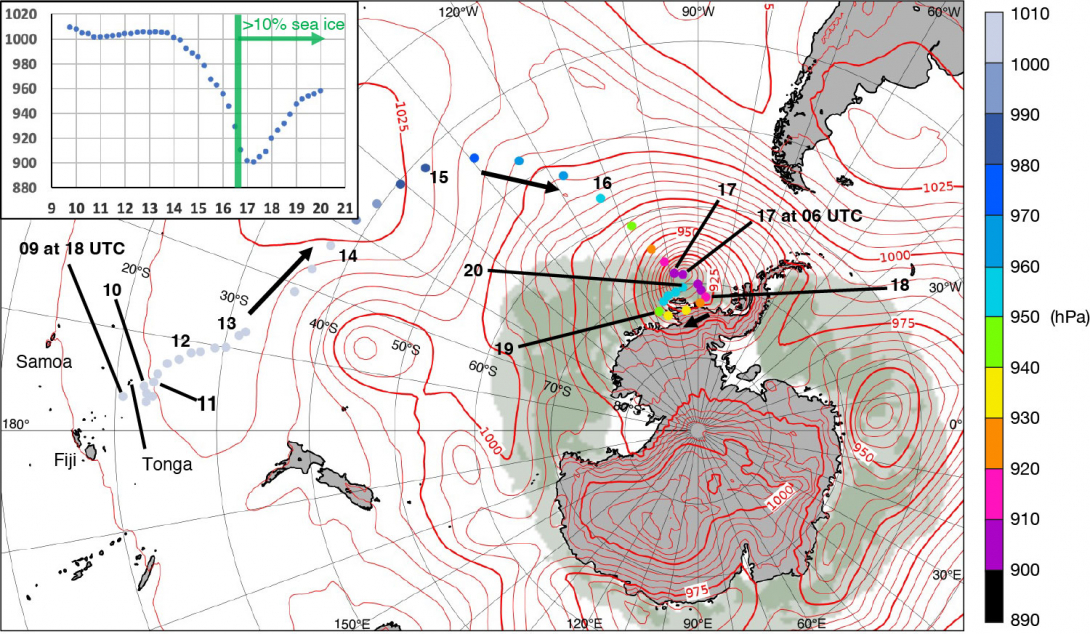 1020
1000
980
960
940
920
900
880
>10% sea ice
9 10 11 12 13 14 15 16 17 18 19 20 21
120°W
90°W
60°W
1010
1000
990
980
970
960
950 (hPa)
940
930
920
910
900
890
5
1025
15
16
17
17 at 06 UTC
1025
950
1000
925
09 at 18 UTC
14
20
18
30°W
20°S
10
30°S
13
40°S
975
12
50°S
19
Samoa
60°S
70°S
80°S
11
180°
1000
0°
Fiji
Tonga
950
1000
30°E
975
150°E
120°E
90°E
60°E